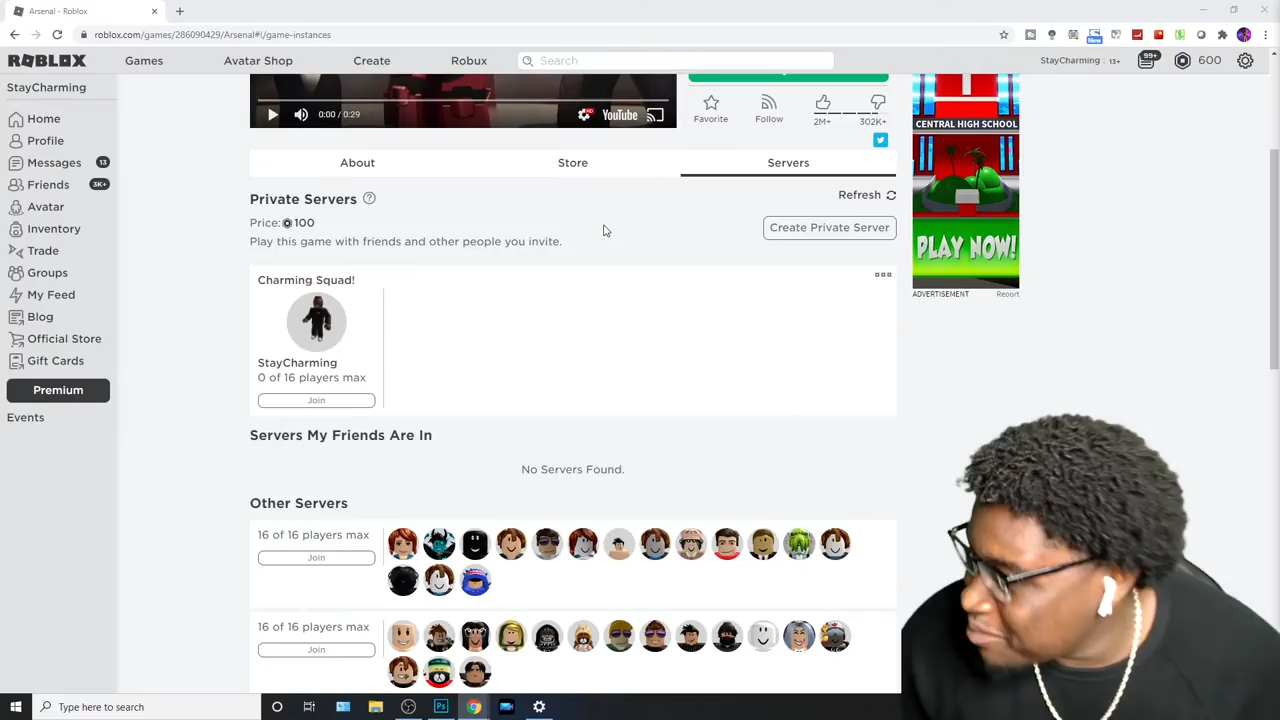 Arsenal - Roblox
roblox.com/games/286090429/Arsenal#!/game-instances
New
ROBLOX
Games
Avatar Shop
Create
Robux
Search
StayCharming : 13+
99+
600
StayCharming
Home
Profile
Messages 13
Friends 3K+
Avatar
Inventory
Trade
Groups
My Feed
Blog
Official Store
Gift Cards
Premium
Events
0:00 / 0:29
HD
YouTube
Favorite
Follow
2M+
302K+
About
Store
Servers
Private Servers
Refresh
Price: 100
Play this game with friends and other people you invite.
Create Private Server
Charming Squad!
StayCharming
0 of 16 players max
Join
Servers My Friends Are In
No Servers Found.
Other Servers
16 of 16 players max
Join
16 of 16 players max
Join
CENTRAL HIGH SCHOOL
PLAY NOW!
ADVERTISEMENT
Report
Type here to search
Ps